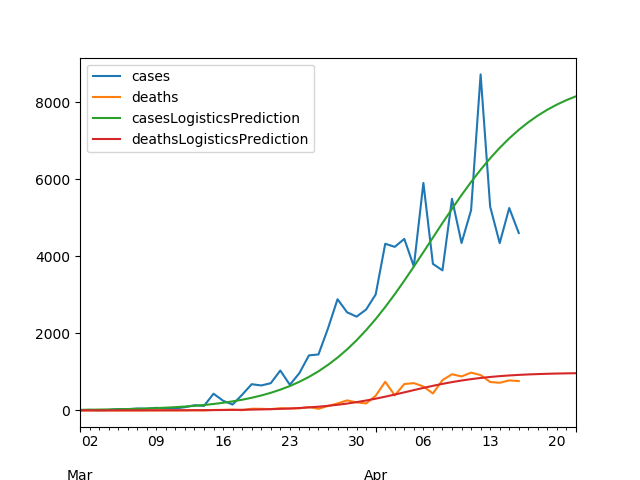 cases
deaths
casesLogisticsPrediction
deathsLogisticsPrediction
8000
6000
4000
2000
0
02 09 16 23 30 06 13 20
Mar Apr